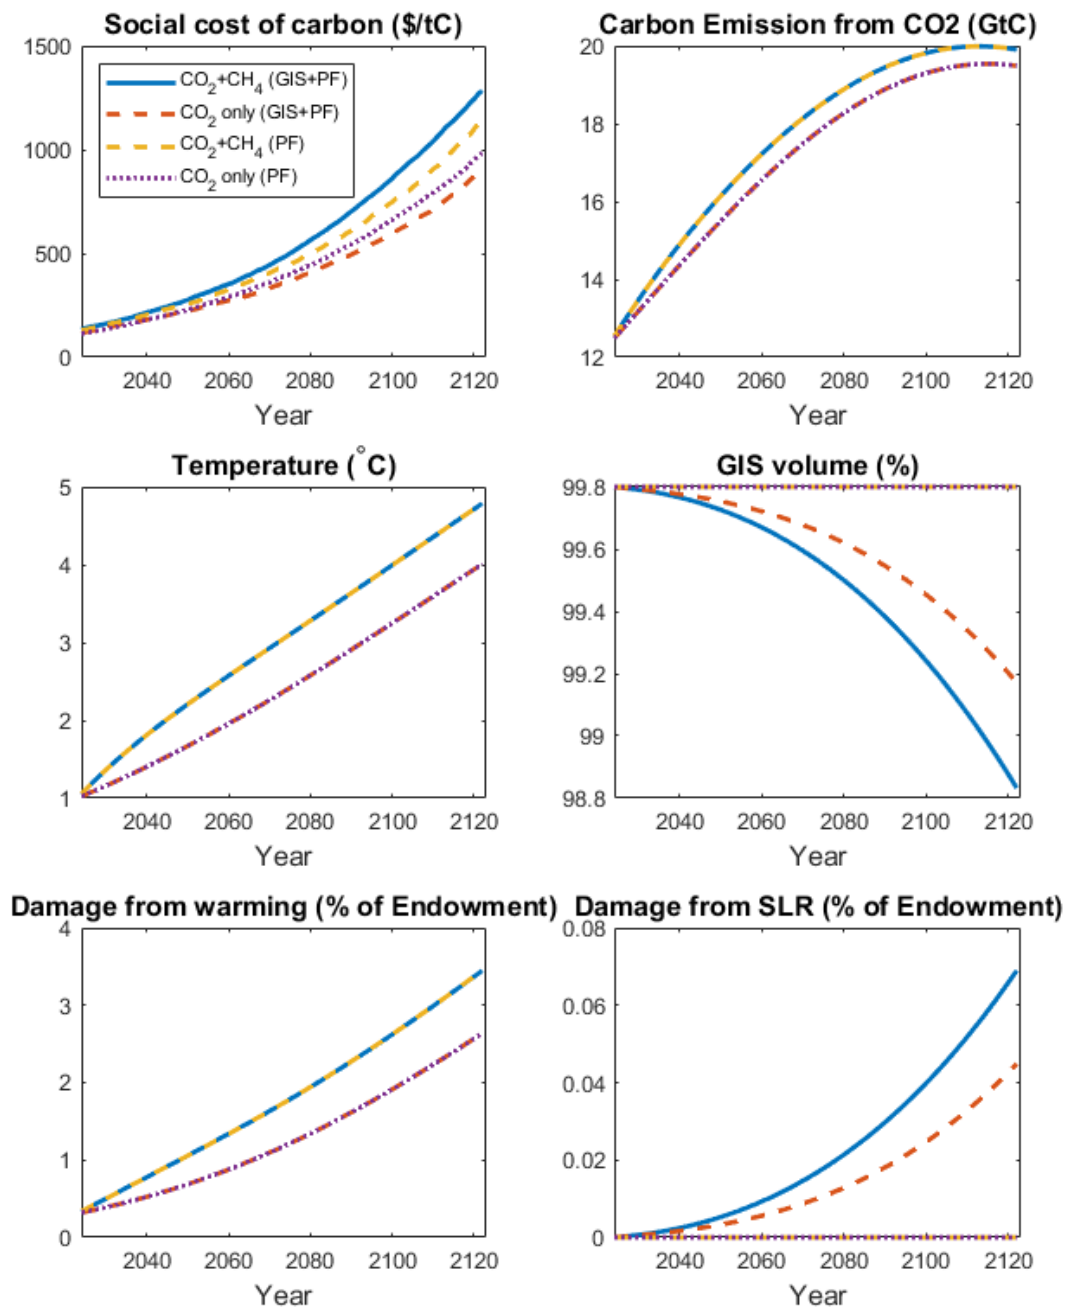 Social cost of carbon ($/tC)
1500
1000
500
0
CO2+CH4 (GIS+PF)
CO2 only (GIS+PF)
CO2+CH4 (PF)
CO2 only (PF)
2040 2060 2080 2100 2120
Year
Carbon Emission from CO2 (GtC)
20
18
16
14
12
2040 2060 2080 2100 2120
Year
Temperature (°C)
5
4
3
2
1
2040 2060 2080 2100 2120
Year
GIS volume (%)
99.8
99.6
99.4
99.2
99
98.8
2040 2060 2080 2100 2120
Year
Damage from warming (% of Endowment)
4
3
2
1
0
2040 2060 2080 2100 2120
Year
Damage from SLR (% of Endowment)
0.08
0.06
0.04
0.02
0
2040 2060 2080 2100 2120
Year